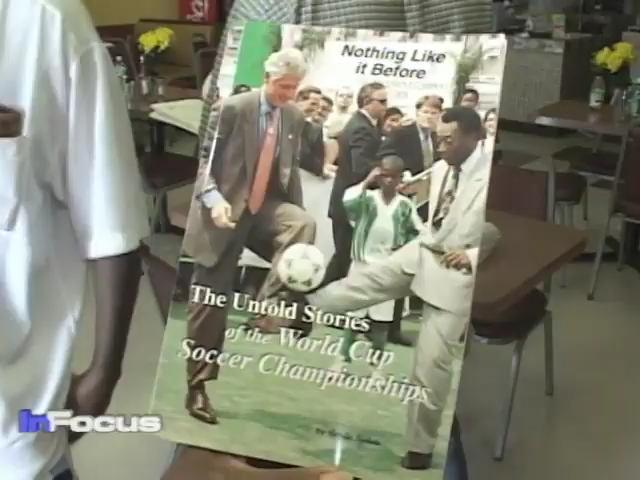 Nothing Like
it Before
The Untold Stories
of the World Cup
Soccer Championships
InFocus